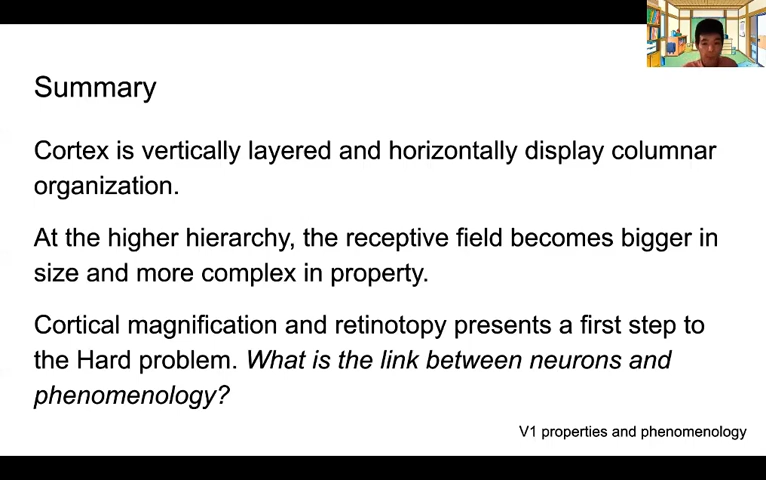 Summary
Cortex is vertically layered and horizontally display columnar
organization.
At the higher hierarchy, the receptive field becomes bigger in
size and more complex in property.
Cortical magnification and retinotopy presents a first step to
the Hard problem. What is the link between neurons and
phenomenology?
V1 properties and phenomenology